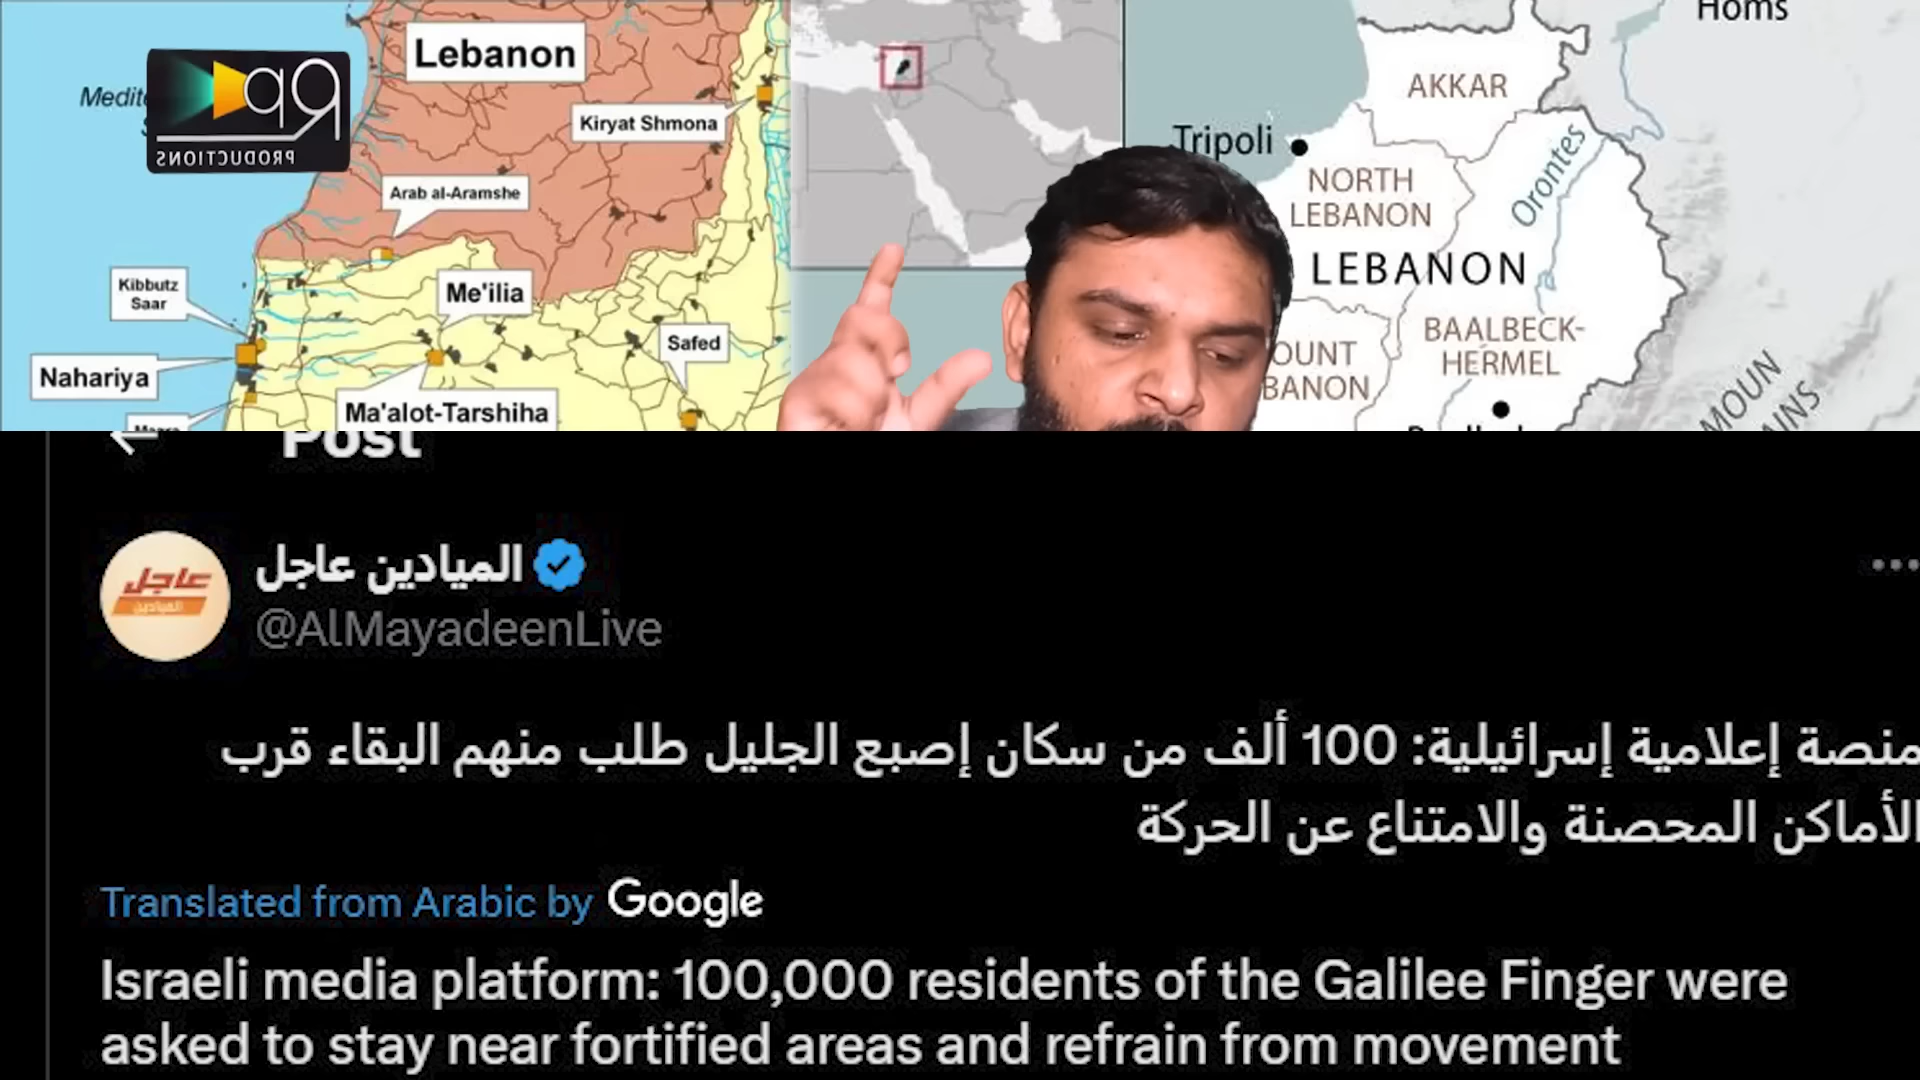 Lebanon
Kiryat Shmona
Arab al-Aramshe
Kibbutz
Saar
Me'ilia
Safed
Nahariya
Ma'alot-Tarshiha
PRODUCTIONS
Homs
AKKAR
Tripoli
NORTH
LEBANON
Orontes
LEBANON
BAALBECK-
HERMEL
Post
الميادين عاجل
@AlMayadeenLive
عاجل
الميادين
منصة إعلامية إسرائيلية: 100 ألف من سكان إصبع الجليل طلب منهم البقاء قرب
الأماكن المحصنة والامتناع عن الحركة
Translated from Arabic by Google
Israeli media platform: 100,000 residents of the Galilee Finger were
asked to stay near fortified areas and refrain from movement